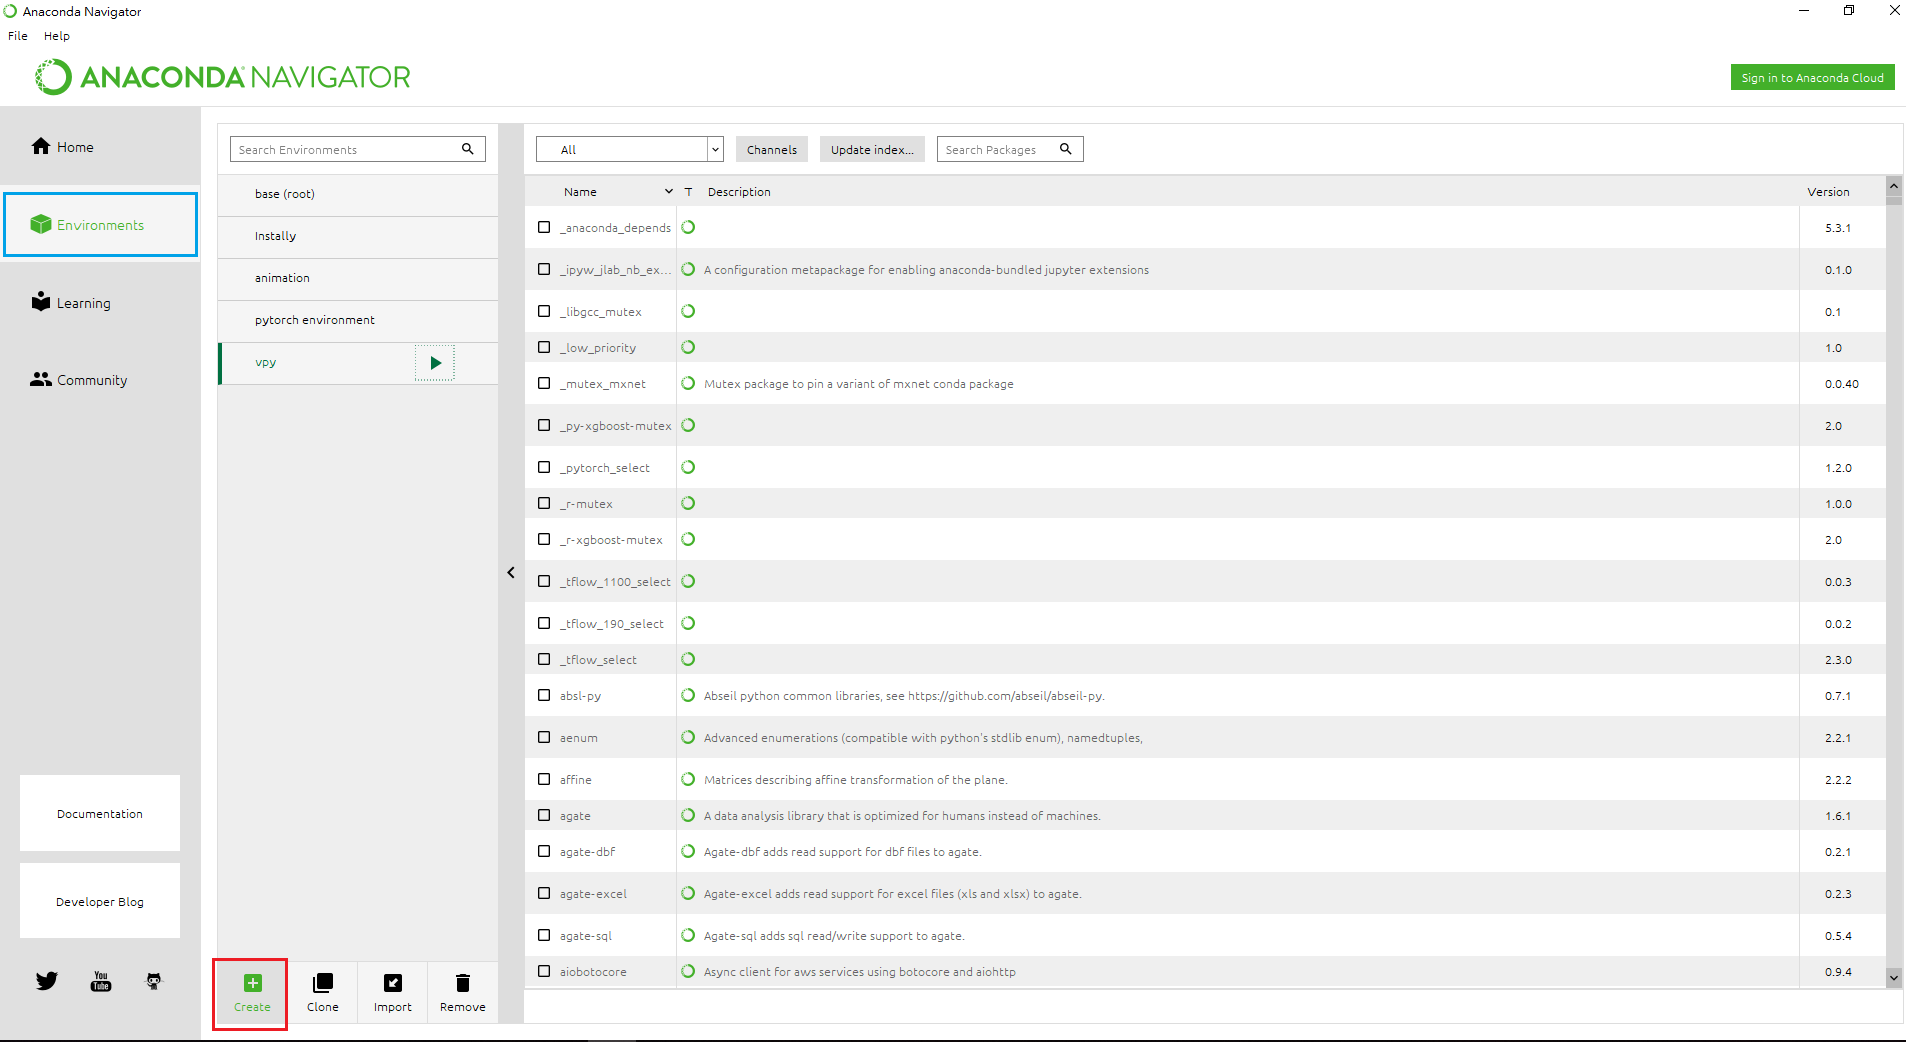 Anaconda Navigator
File Help
ANACONDA NAVIGATOR
Sign in to Anaconda Cloud
Home
Environments
Learning
Community
Documentation
Developer Blog
You Tube
Search Environments
base (root)
Instally
animation
pytorch environment
vpy
Create Clone Import Remove
All Channels Update index... Search Packages
Name T Description Version
_anaconda_depends 5.3.1
_ipyw_jlab_nb_ex... A configuration metapackage for enabling anaconda-bundled jupyter extensions 0.1.0
_libgcc_mutex 0.1
_low_priority 1.0
_mutex_mxnet Mutex package to pin a variant of mxnet conda package 0.0.40
_py-xgboost-mutex 2.0
_pytorch_select 1.2.0
_r-mutex 1.0.0
_r-xgboost-mutex 2.0
_tflow_1100_select 0.0.3
_tflow_190_select 0.0.2
_tflow_select 2.3.0
absl-py Abseil python common libraries, see https://github.com/abseil/abseil-py. 0.7.1
aenum Advanced enumerations (compatible with python's stdlib enum), namedtuples, 2.2.1
affine Matrices describing affine transformation of the plane. 2.2.2
agate A data analysis library that is optimized for humans instead of machines. 1.6.1
agate-dbf Agate-dbf adds read support for dbf files to agate. 0.2.1
agate-excel Agate-excel adds read support for excel files (xls and xlsx) to agate. 0.2.3
agate-sql Agate-sql adds sql read/write support to agate. 0.5.4
aiobotocore Async client for aws services using botocore and aiohttp 0.9.4